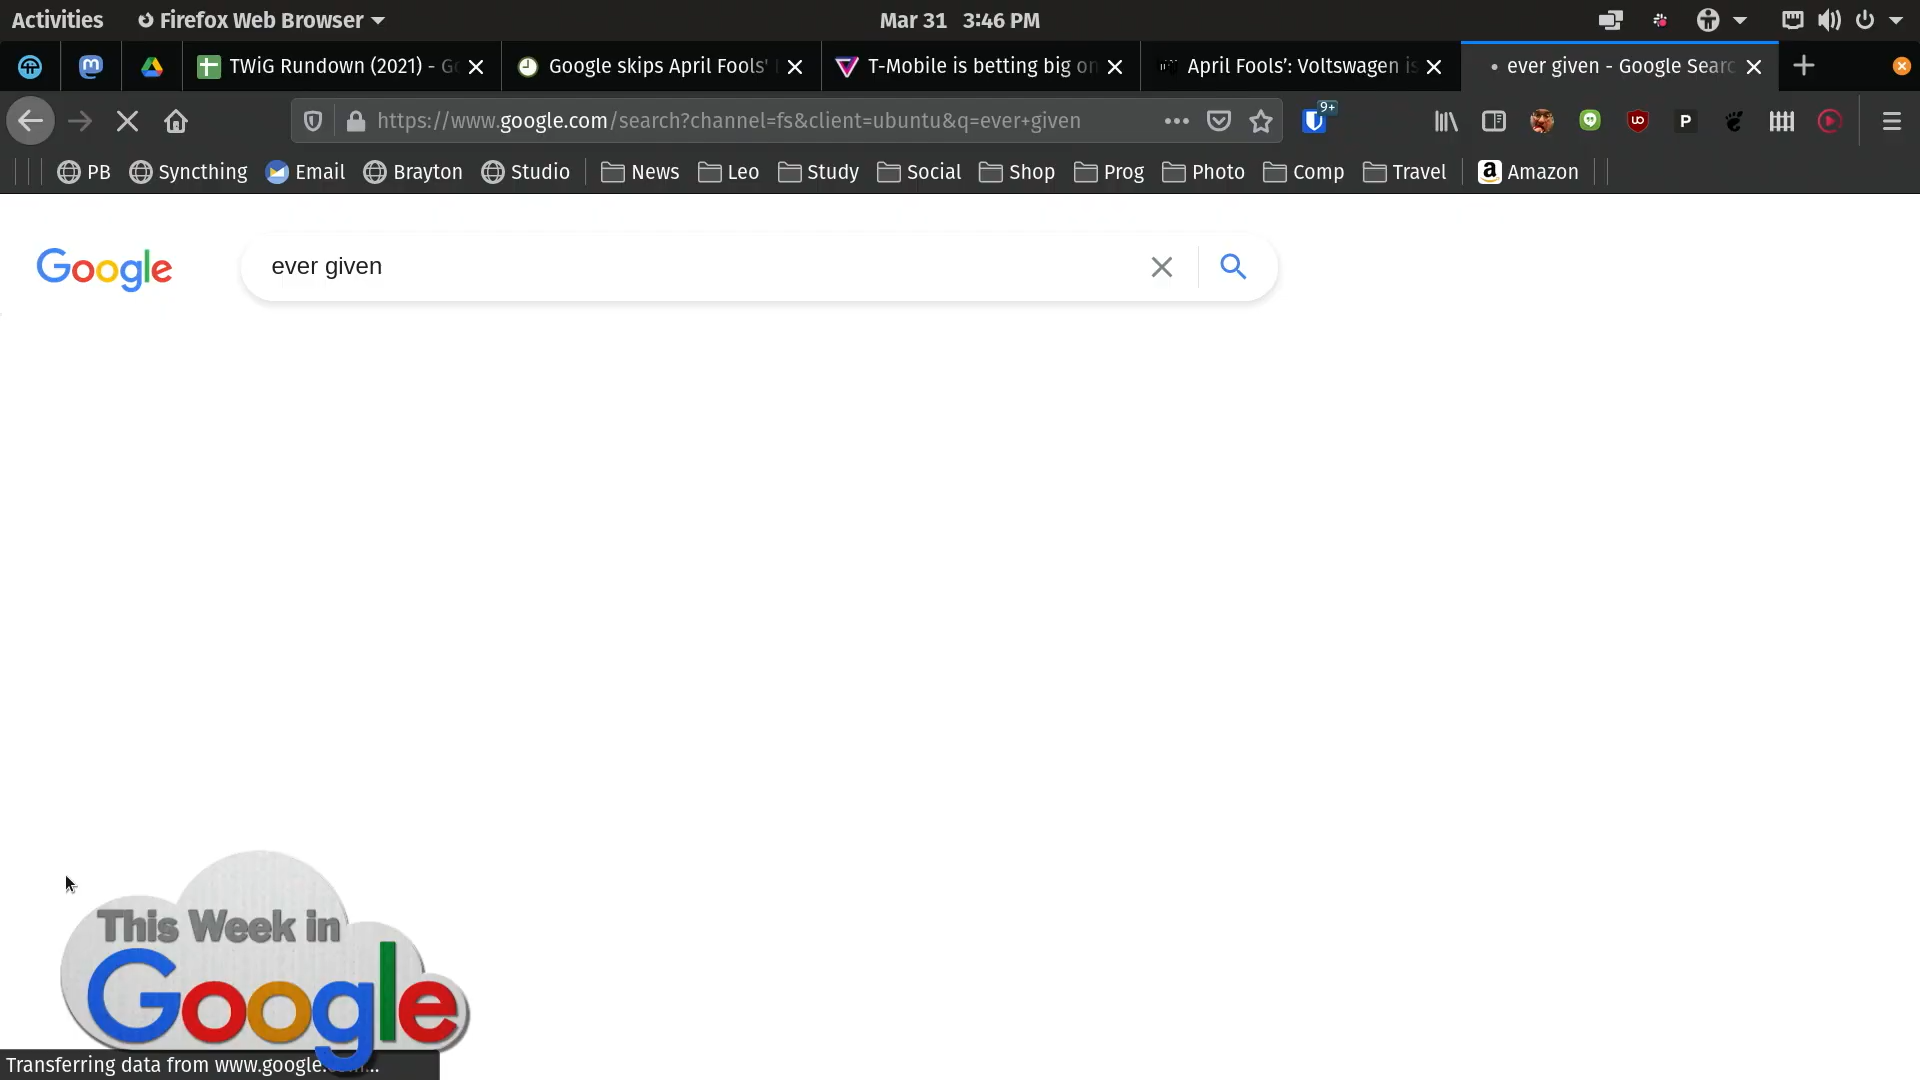 Activities
Firefox Web Browser
Mar 31 3:46 PM
TWiG Rundown (2021) - Go
Google skips April Fools'
T-Mobile is betting big on
April Fools’: Voltswagen is
ever given - Google Searc
https://www.google.com/search?channel=fs&client=ubuntu&q=ever+given
9+
UO
P
PB
Syncthing
Email
Brayton
Studio
News
Leo
Study
Social
Shop
Prog
Photo
Comp
Travel
a
Amazon
Google
ever given
This Week in
Google
Transferring data from www.google.com...